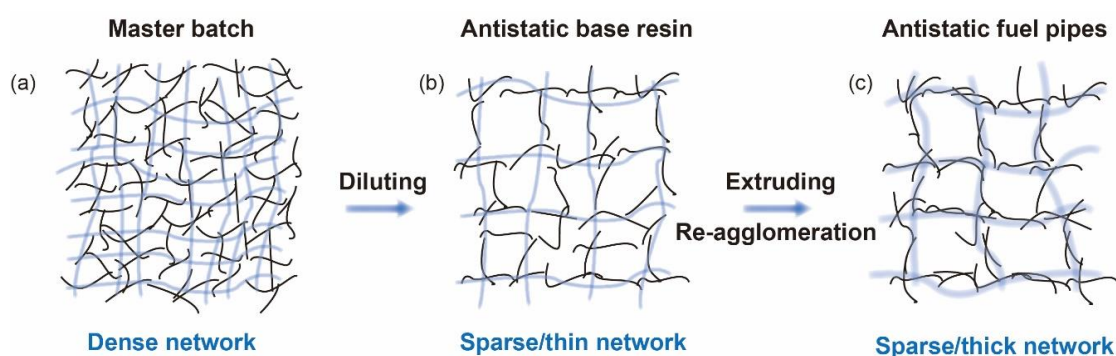 Master batch
Antistatic base resin
Antistatic fuel pipes
(a)
(b)
(c)
Diluting
Extruding
Re-agglomeration
Dense network
Sparse/thin network
Sparse/thick network